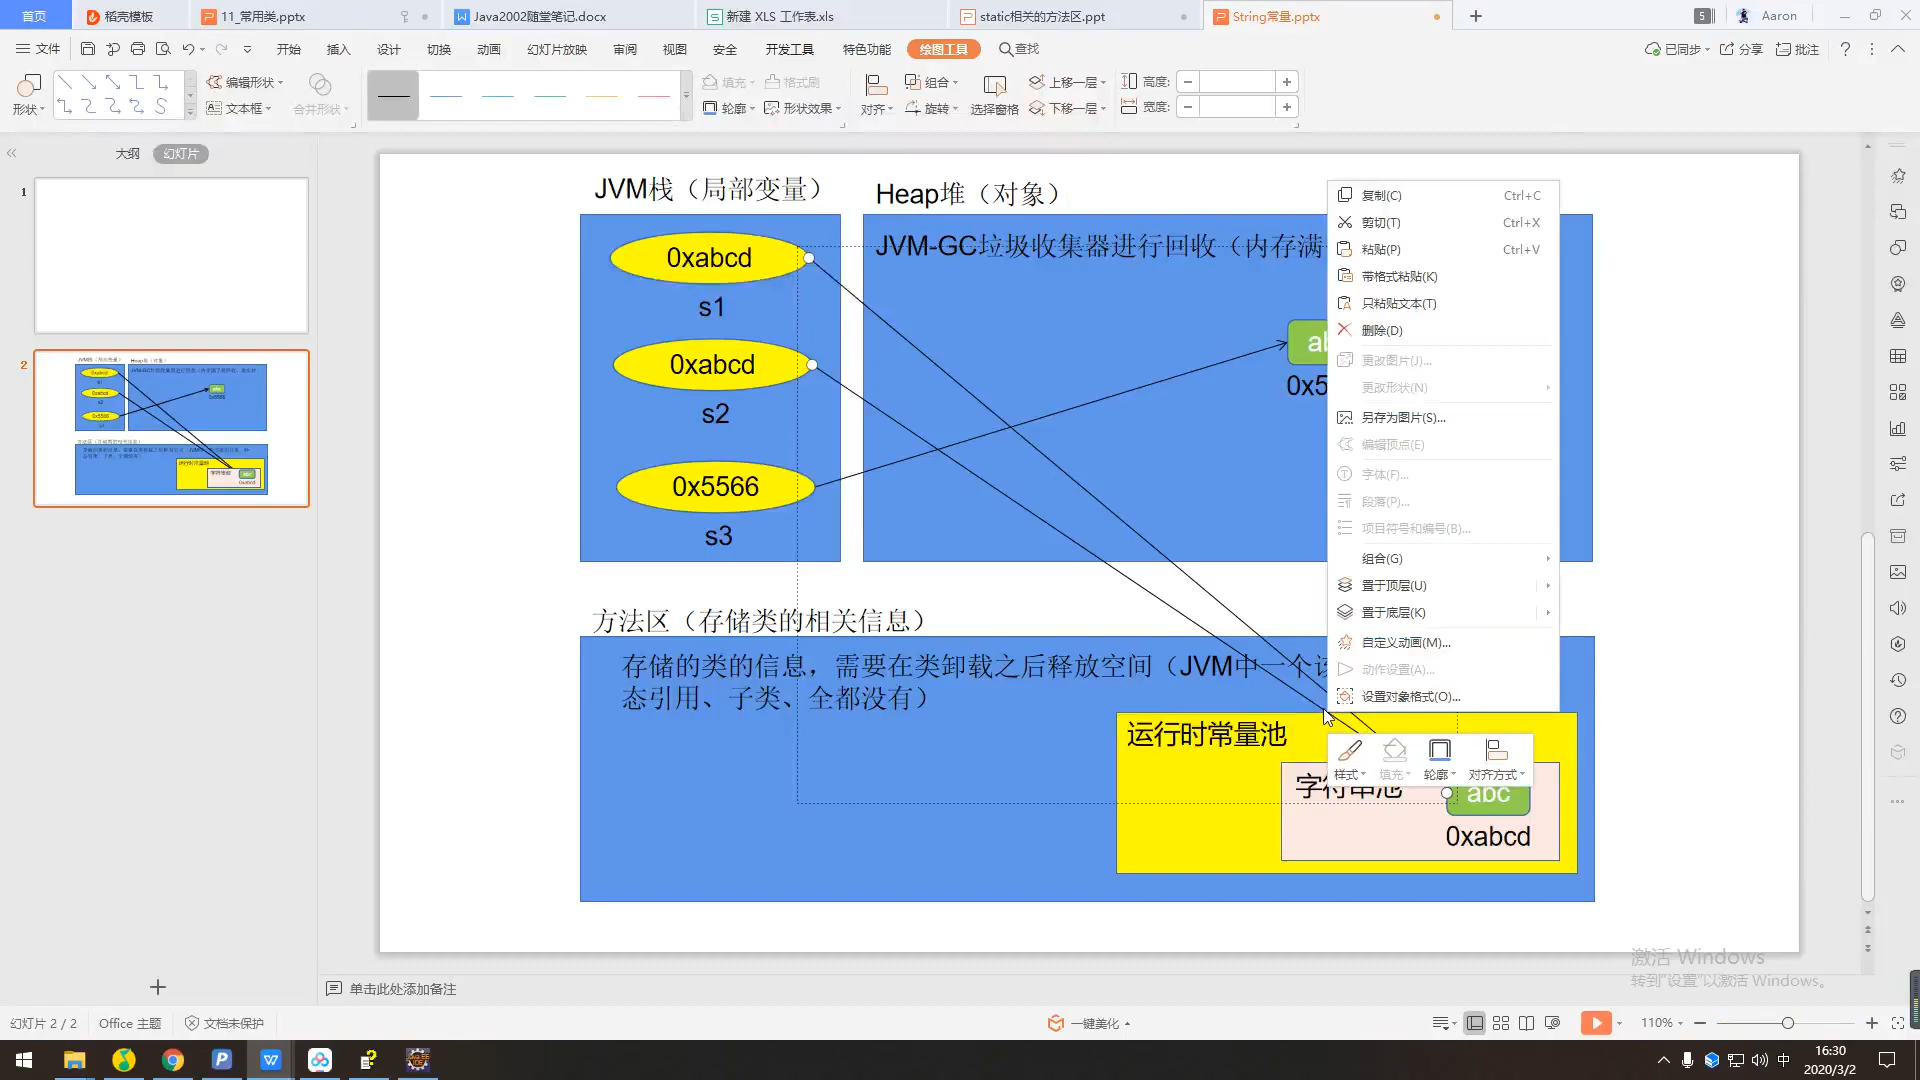 首页
稻壳模板
11_常用类.pptx
Java2002随堂笔记.docx
新建 XLS 工作表.xls
static相关的方法区.ppt
String常量.pptx
5
Aaron
文件
开始
插入
设计
切换
动画
幻灯片放映
审阅
视图
安全
开发工具
特色功能
绘图工具
查找
已同步
分享
批注
形状
编辑形状
文本框
合并形状
填充
格式刷
轮廓
形状效果
对齐
组合
旋转
选择窗格
上移一层
下移一层
高度:
宽度:
大纲
幻灯片
1
2
JVM栈（局部变量）
Heap堆（对象）
0xabcd
s1
0xabcd
s2
0x5566
s3
JVM-GC垃圾收集器进行回收（内存满
0x5
方法区（存储类的相关信息）
存储的类的信息，需要在类卸载之后释放空间（JVM中一个该
态引用、子类、全都没有）
运行时常量池
字符串池
abc
0xabcd
复制(C) Ctrl+C
剪切(T) Ctrl+X
粘贴(P) Ctrl+V
带格式粘贴(K)
只粘贴文本(T)
删除(D)
更改图片(J)...
更改形状(N)
另存为图片(S)...
编辑顶点(E)
字体(F)...
段落(P)...
项目符号和编号(B)...
组合(G)
置于顶层(U)
置于底层(K)
自定义动画(M)...
动作设置(A)...
设置对象格式(O)...
样式
填充
轮廓
对齐方式
激活 Windows
转到"设置"以激活 Windows。
单击此处添加备注
幻灯片 2 / 2
Office 主题
文档未保护
一键美化
110%
中
16:30
2020/3/2